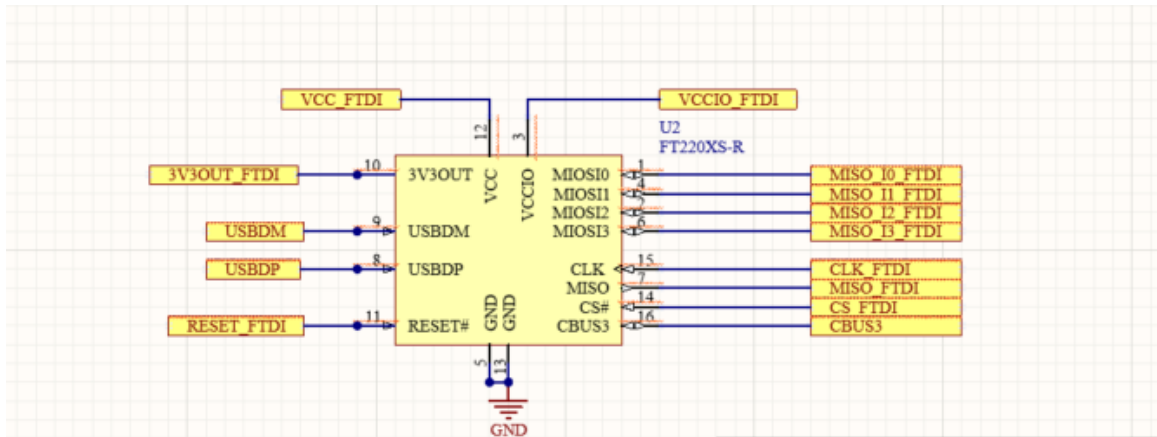 VCC_FTDI
VCCIO_FTDI
12
3
U2
FT220XS-R
3V3OUT_FTDI
10
3V3OUT
VCC
VCCIO
MIOSI0
1
MISO_I0_FTDI
MIOSI1
4
MISO_I1_FTDI
MIOSI2
MISO_I2_FTDI
USBDM
9
USBDM
MIOSI3
6
MISO_I3_FTDI
USBDP
8
USBDP
CLK
15
CLK_FTDI
MISO
7
MISO_FTDI
CS#
14
CS_FTDI
RESET_FTDI
11
RESET#
GND
GND
CBUS3
16
CBUS3
5
13
GND